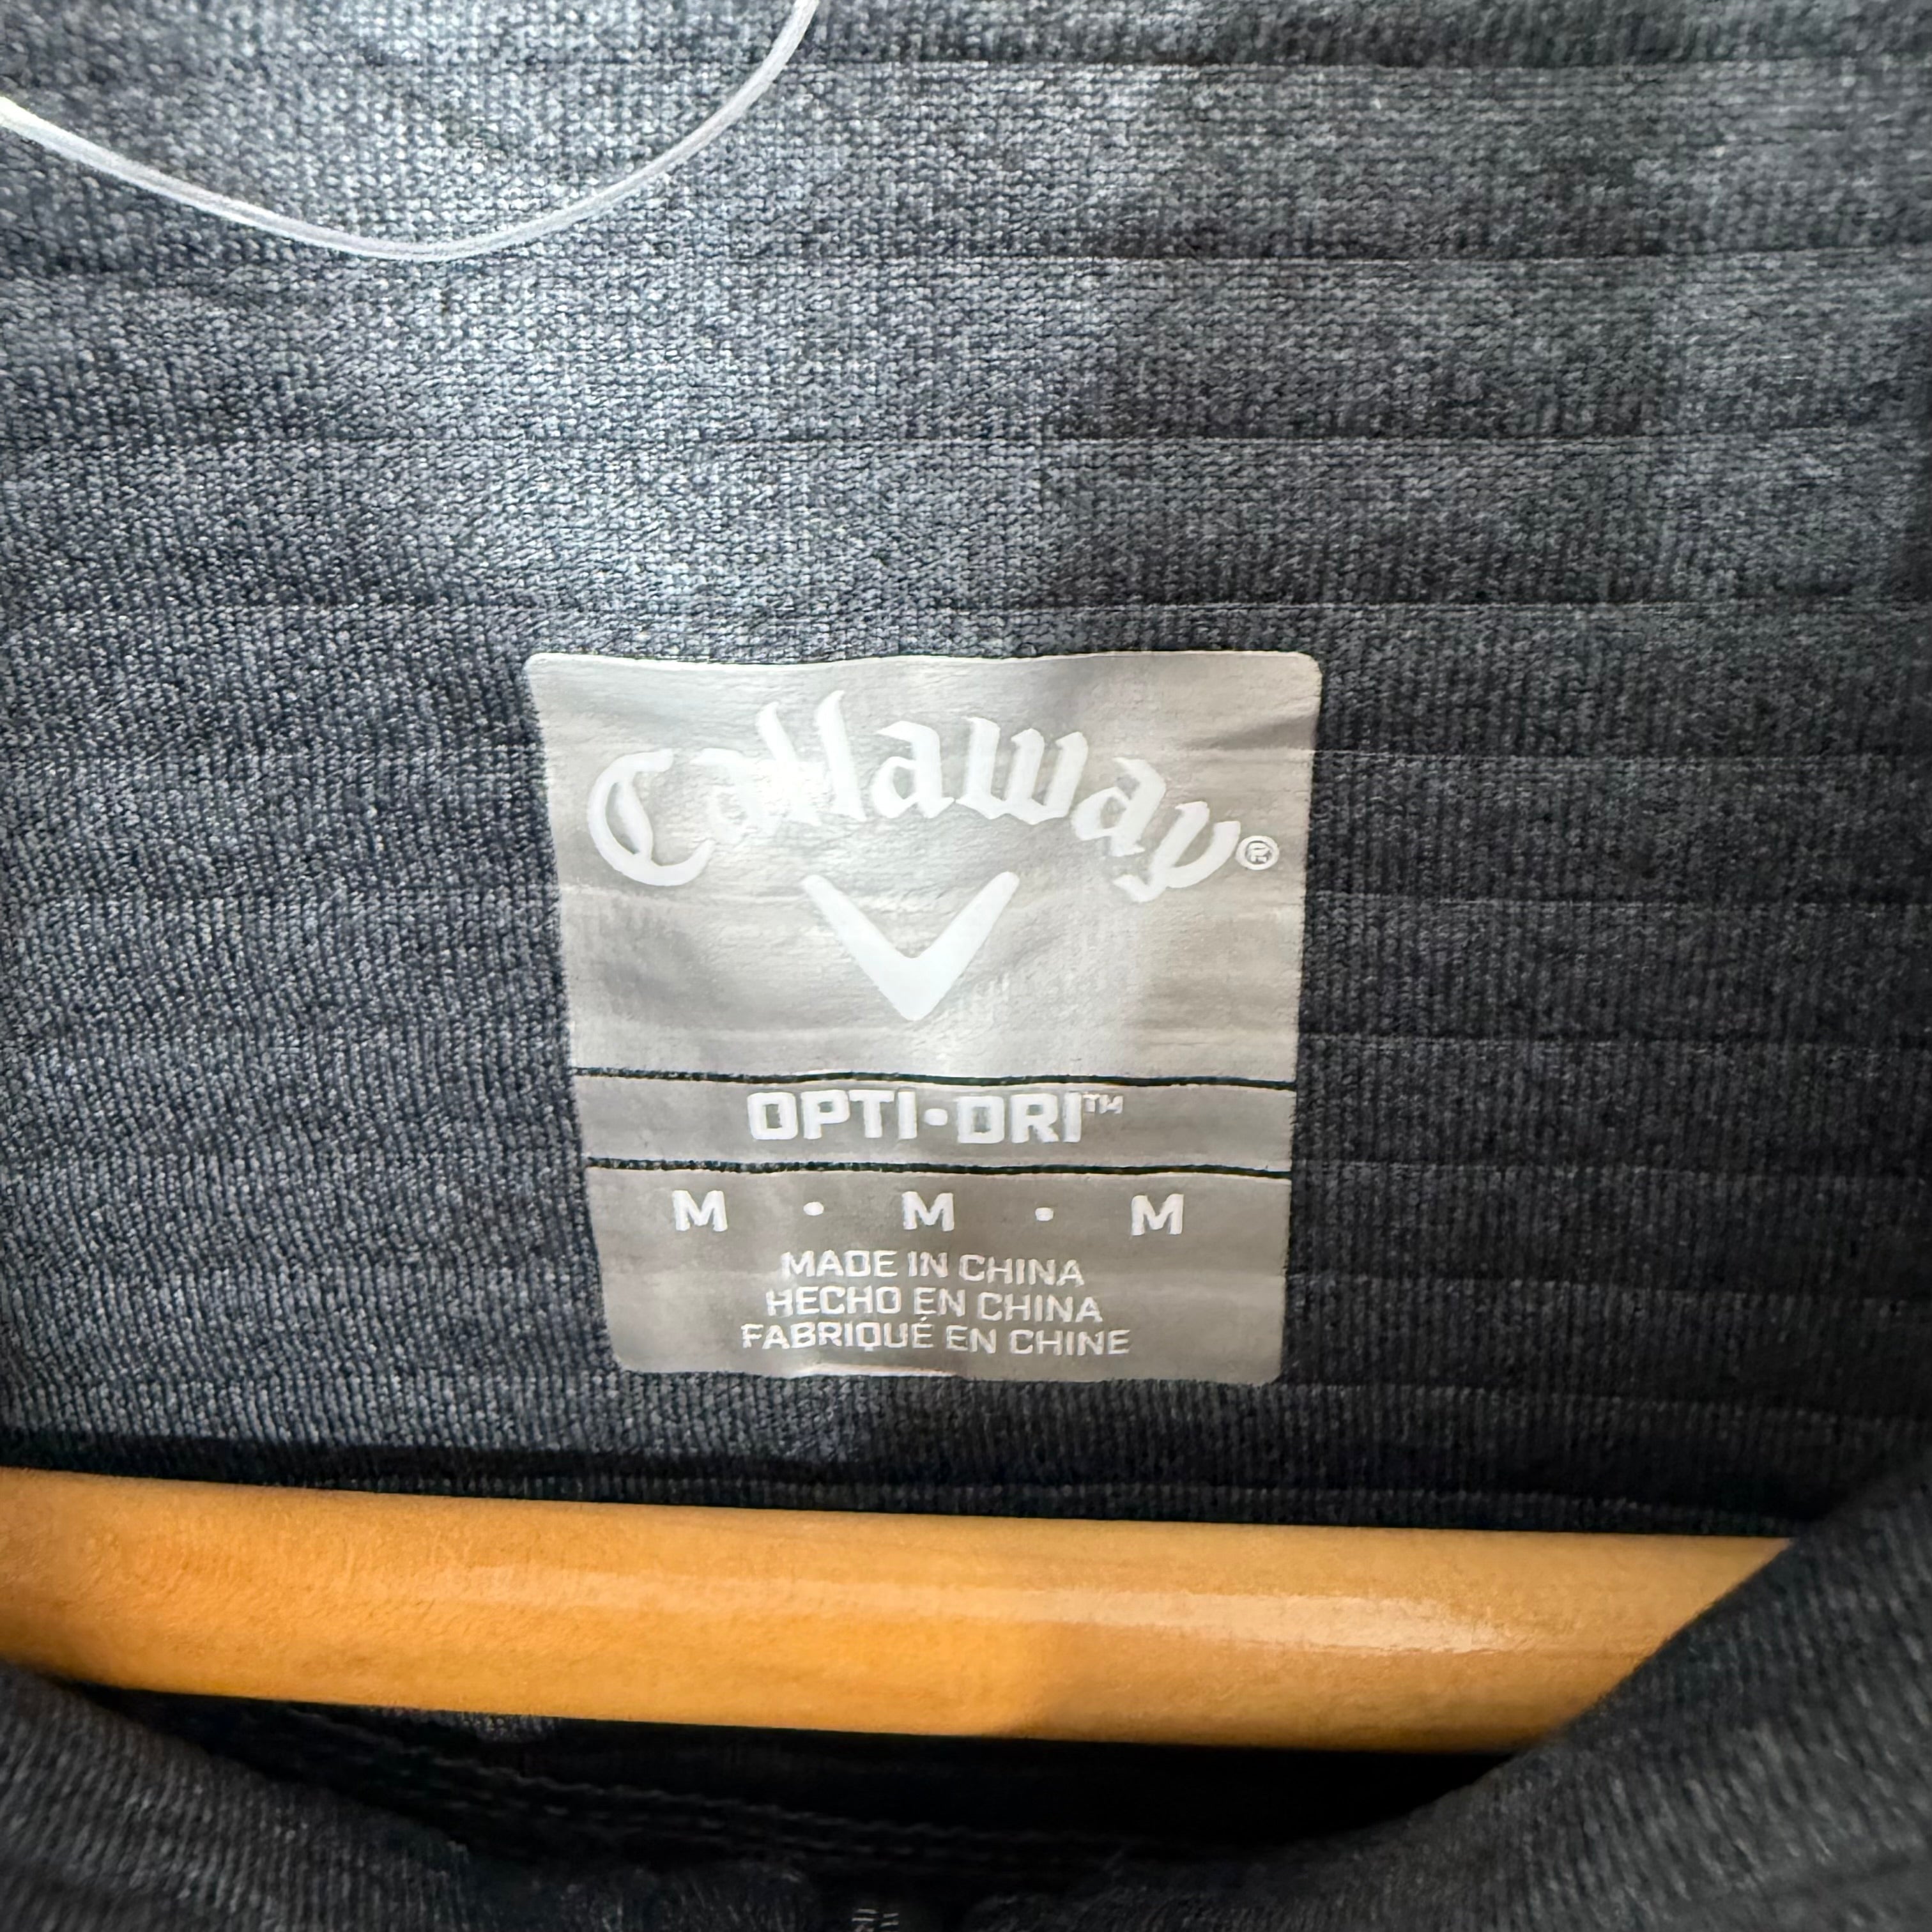 Callaway®
OPTI•DRI™
M • M • M
MADE IN CHINA
HECHO EN CHINA
FABRIQUÉ EN CHINE